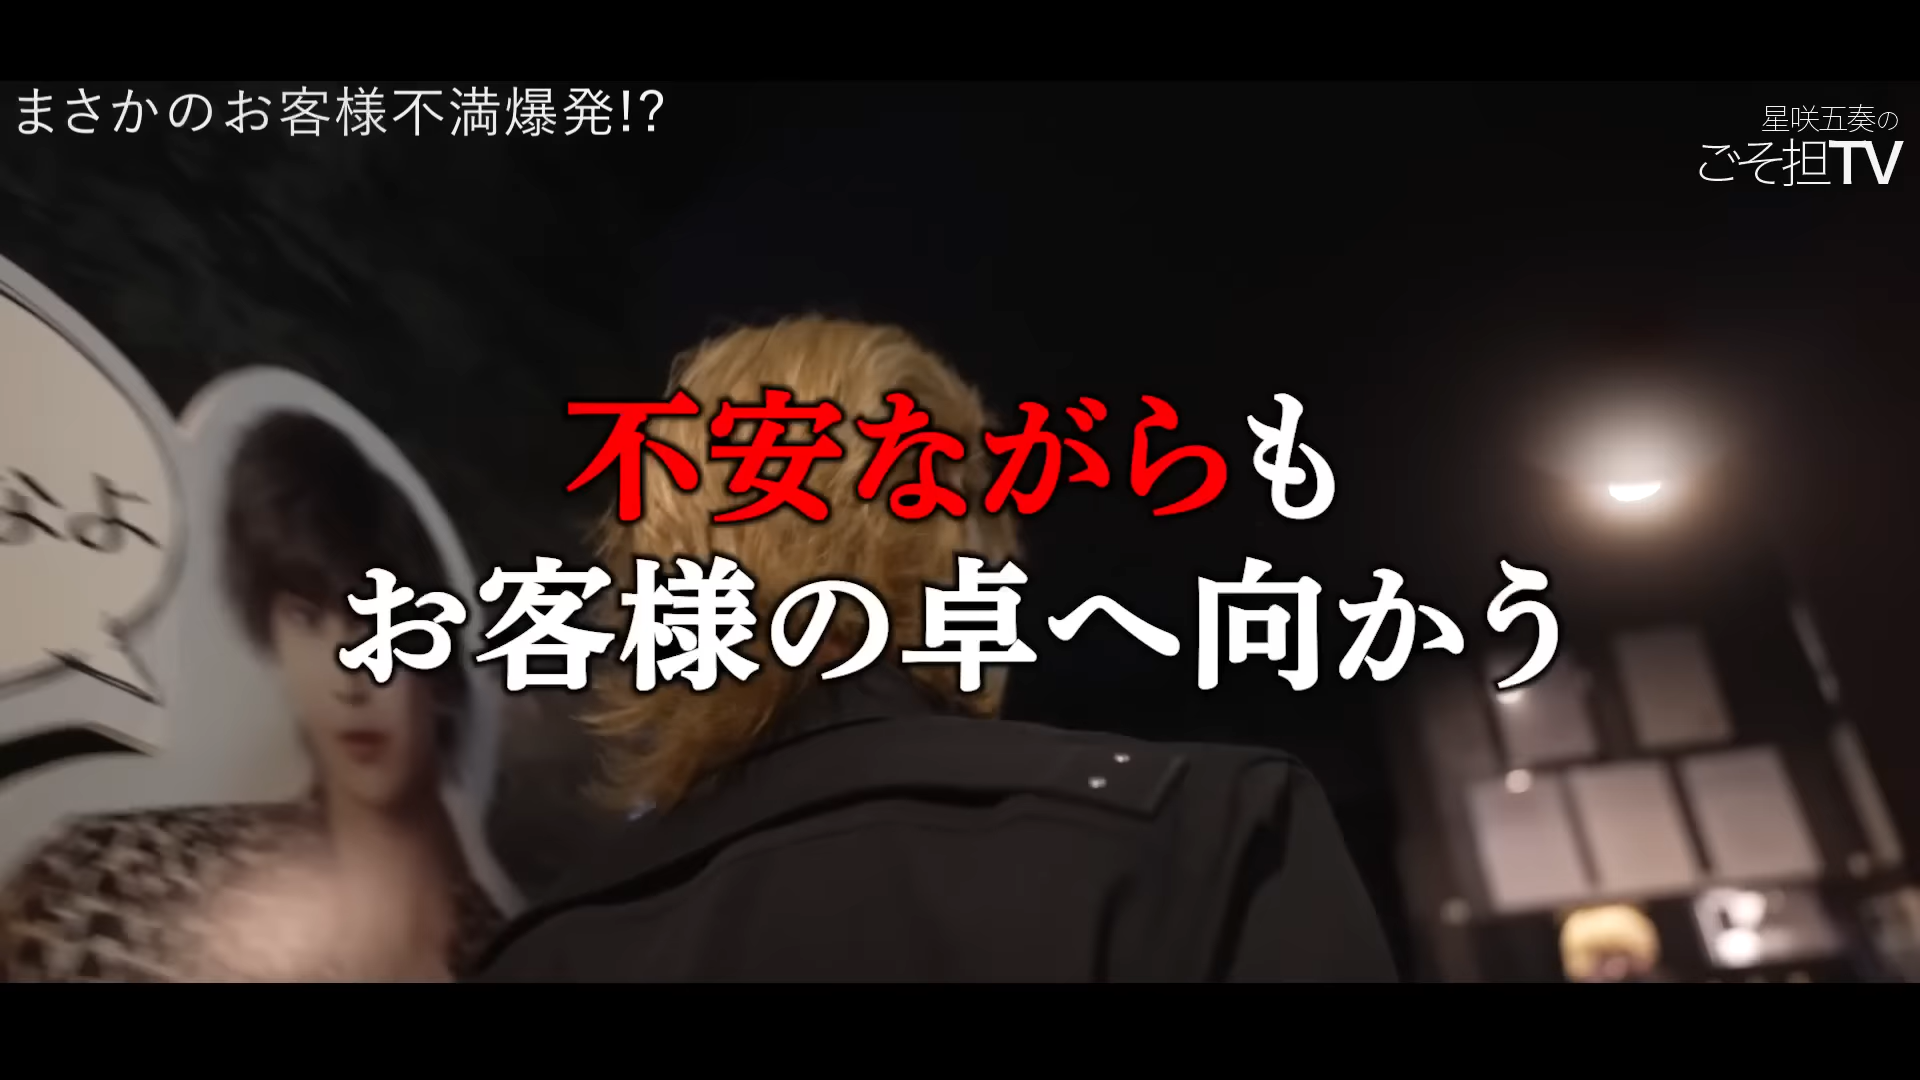 まさかのお客様不満爆発!?
星咲五奏の
ごそ担TV
不安ながらも
お客様の卓へ向かう